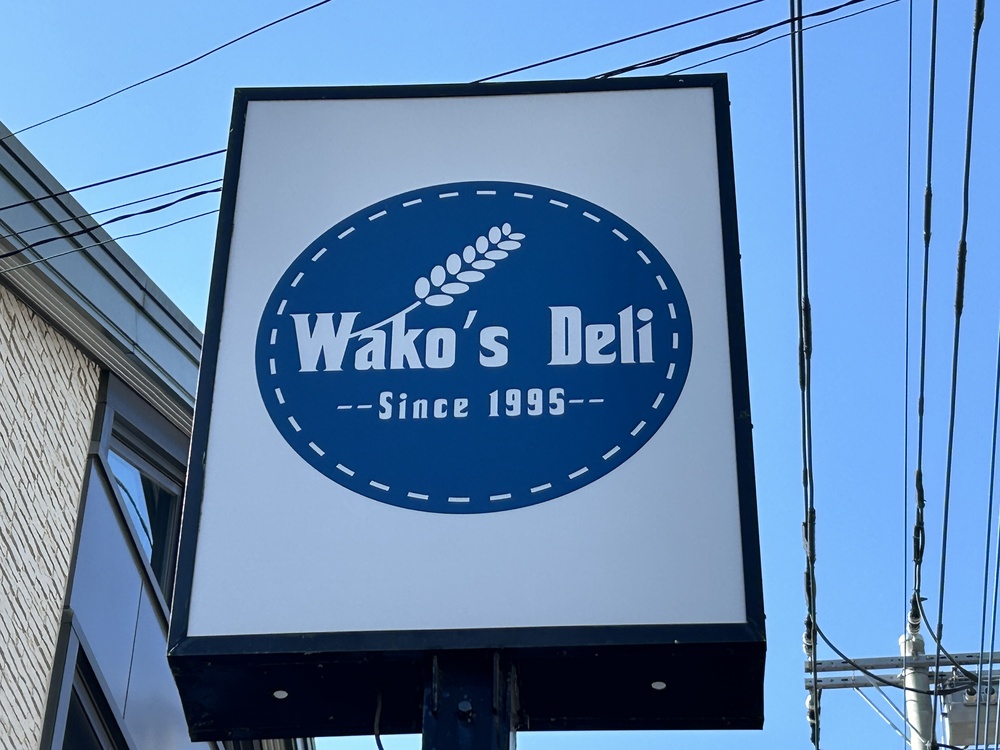 Wako's Deli
--Since 1995--